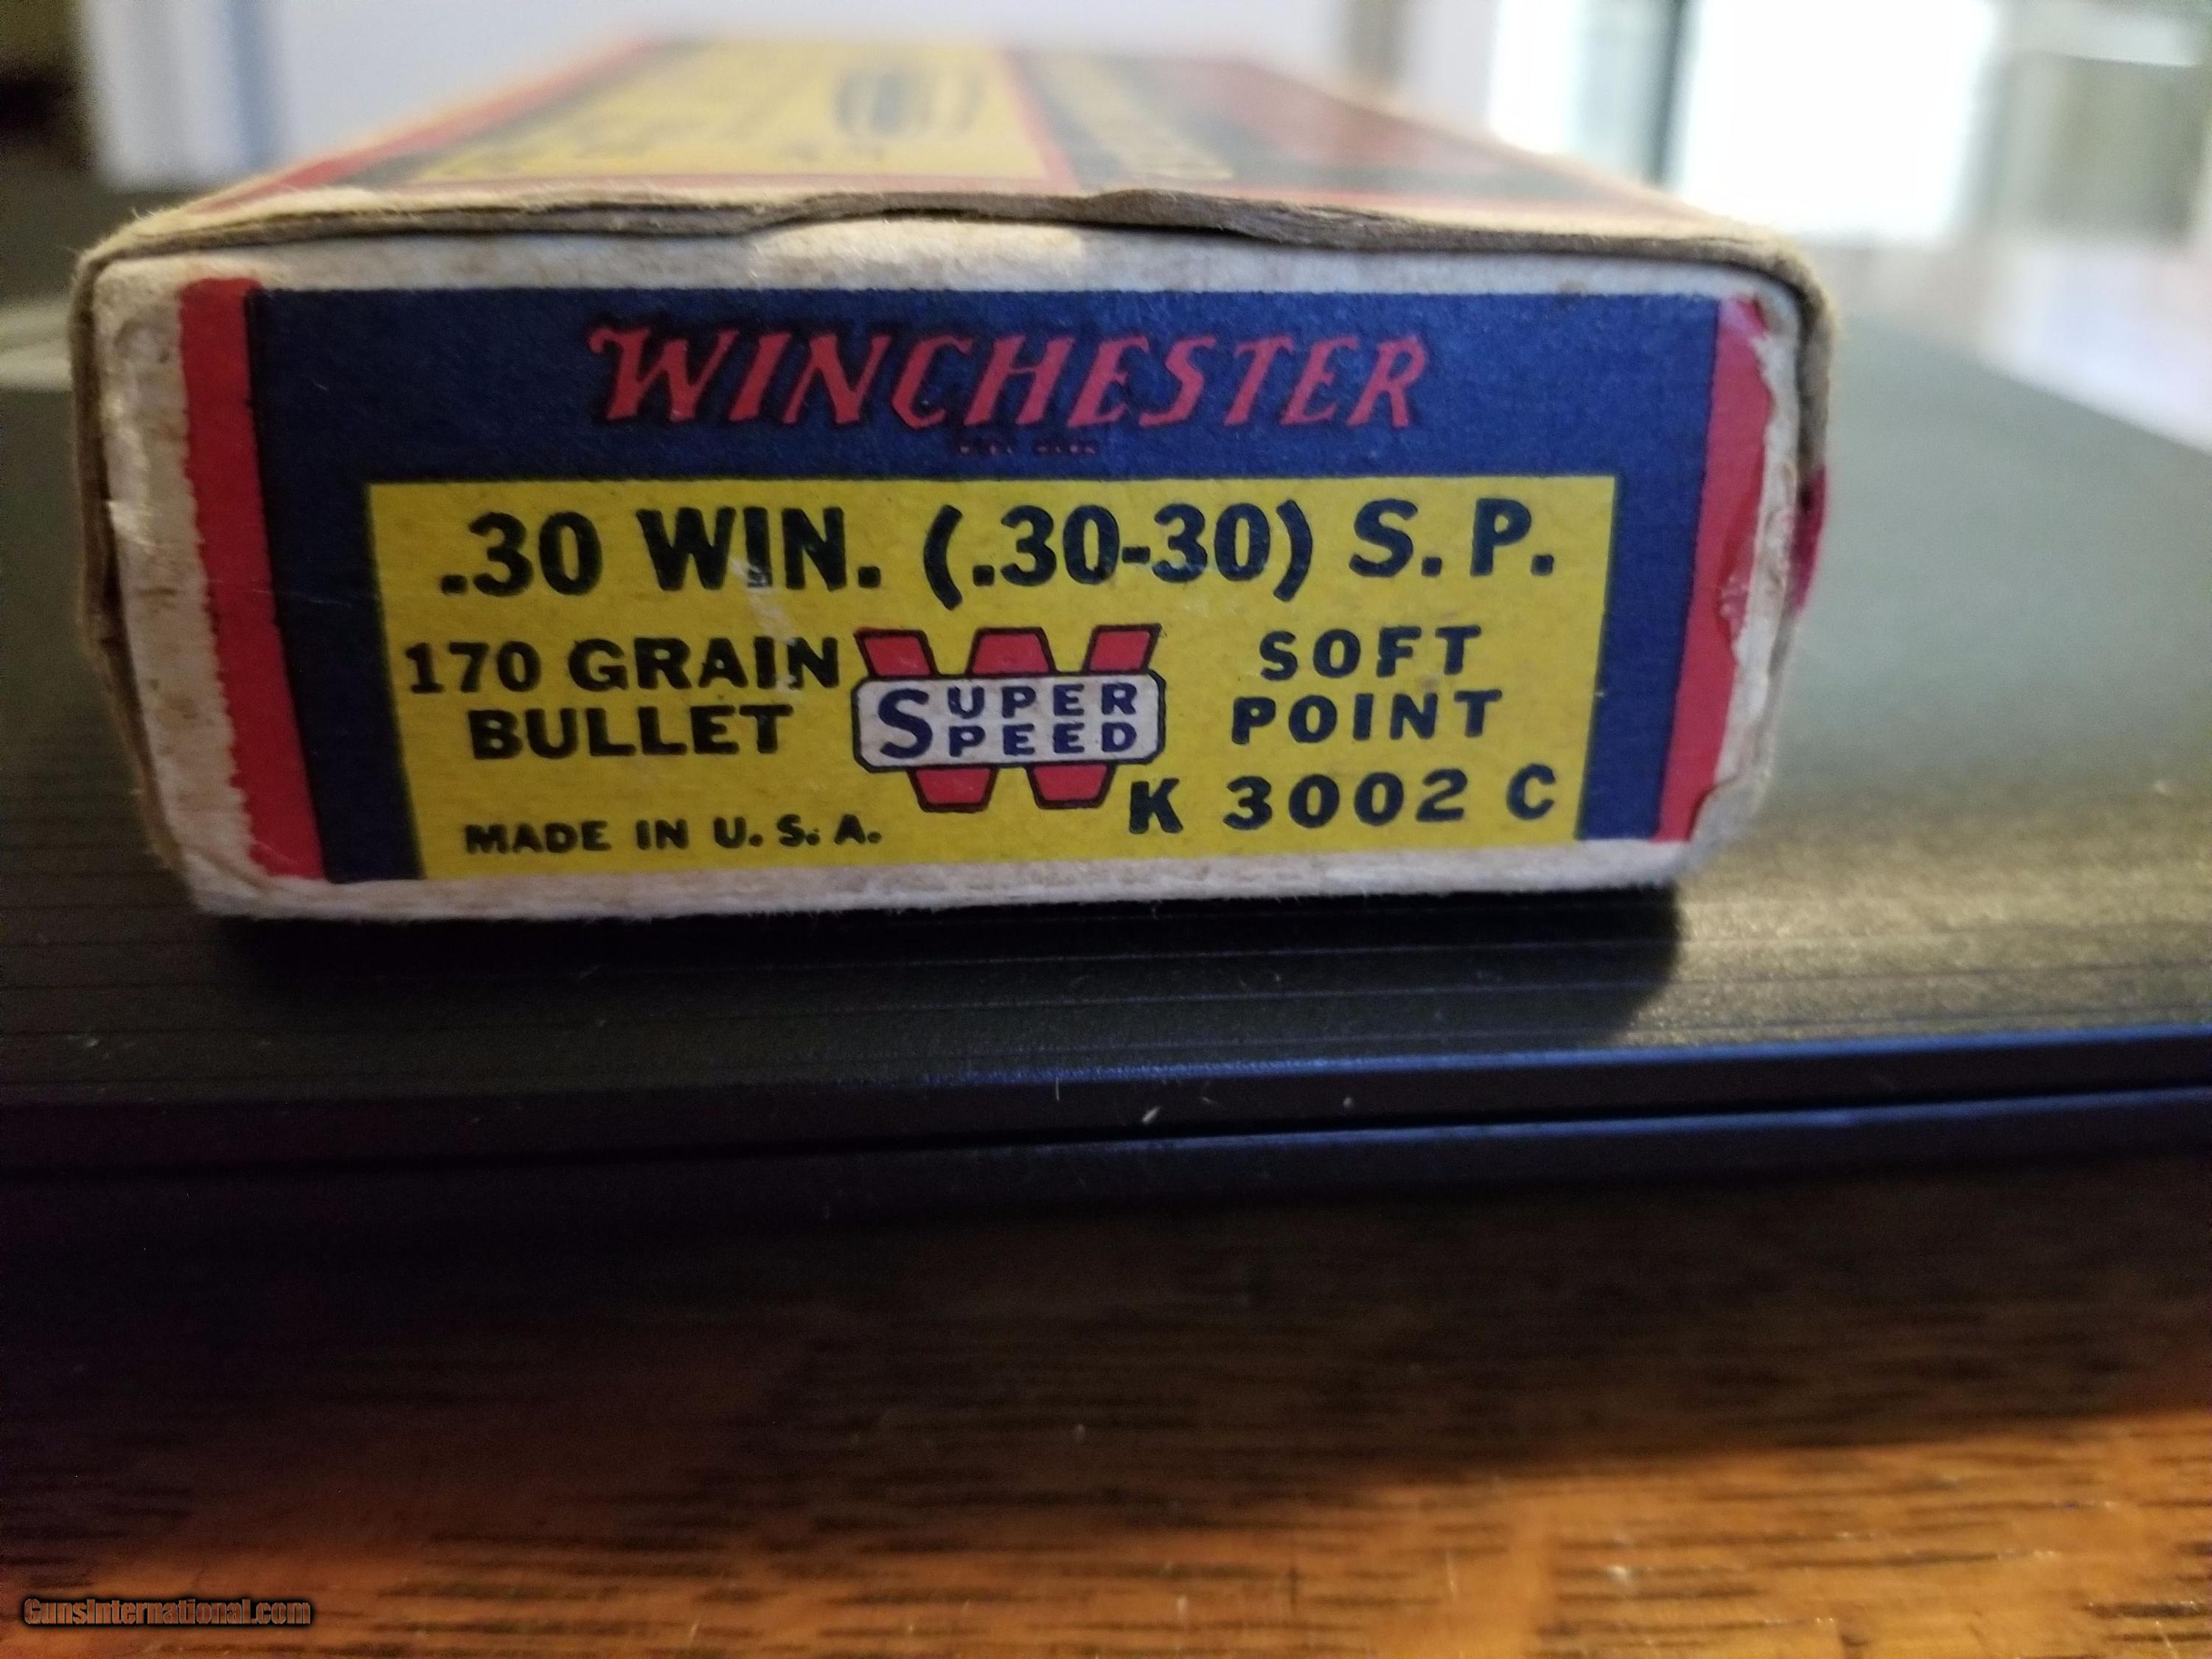 WINCHESTER
.30 WIN. (.30-30) S. P.
170 GRAIN
BULLET
SUPER
SPEED
SOFT
POINT
K 3002 C
MADE IN U. S. A.
GunsInternational.com